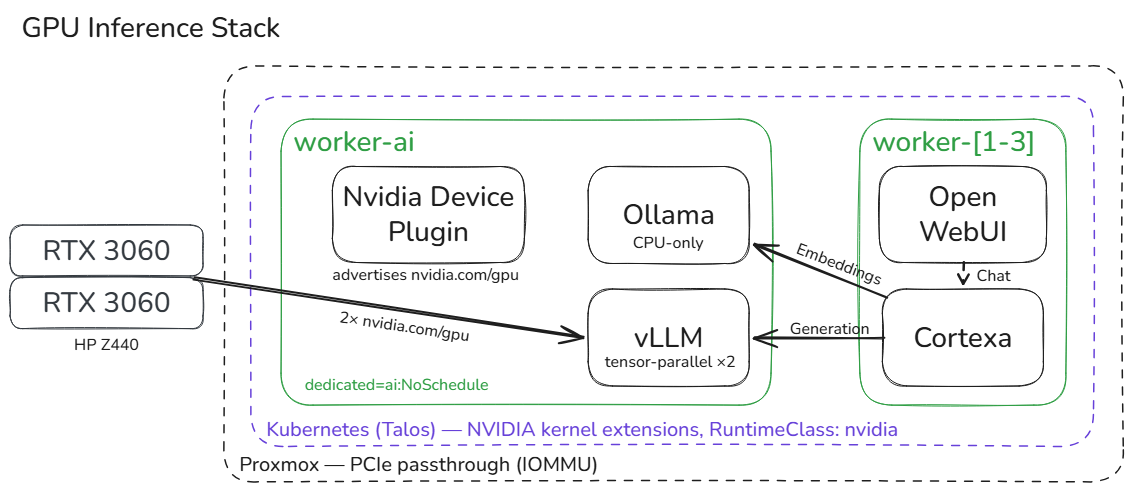 GPU Inference Stack
worker-ai
worker-[1-3]
Nvidia Device
Plugin
advertises nvidia.com/gpu
Ollama
CPU-only
Open
WebUI
Embeddings
Chat
RTX 3060
RTX 3060
HP Z440
2× nvidia.com/gpu
vLLM
tensor-parallel ×2
Generation
Cortexa
dedicated=ai:NoSchedule
Kubernetes (Talos) — NVIDIA kernel extensions, RuntimeClass: nvidia
Proxmox — PCIe passthrough (IOMMU)